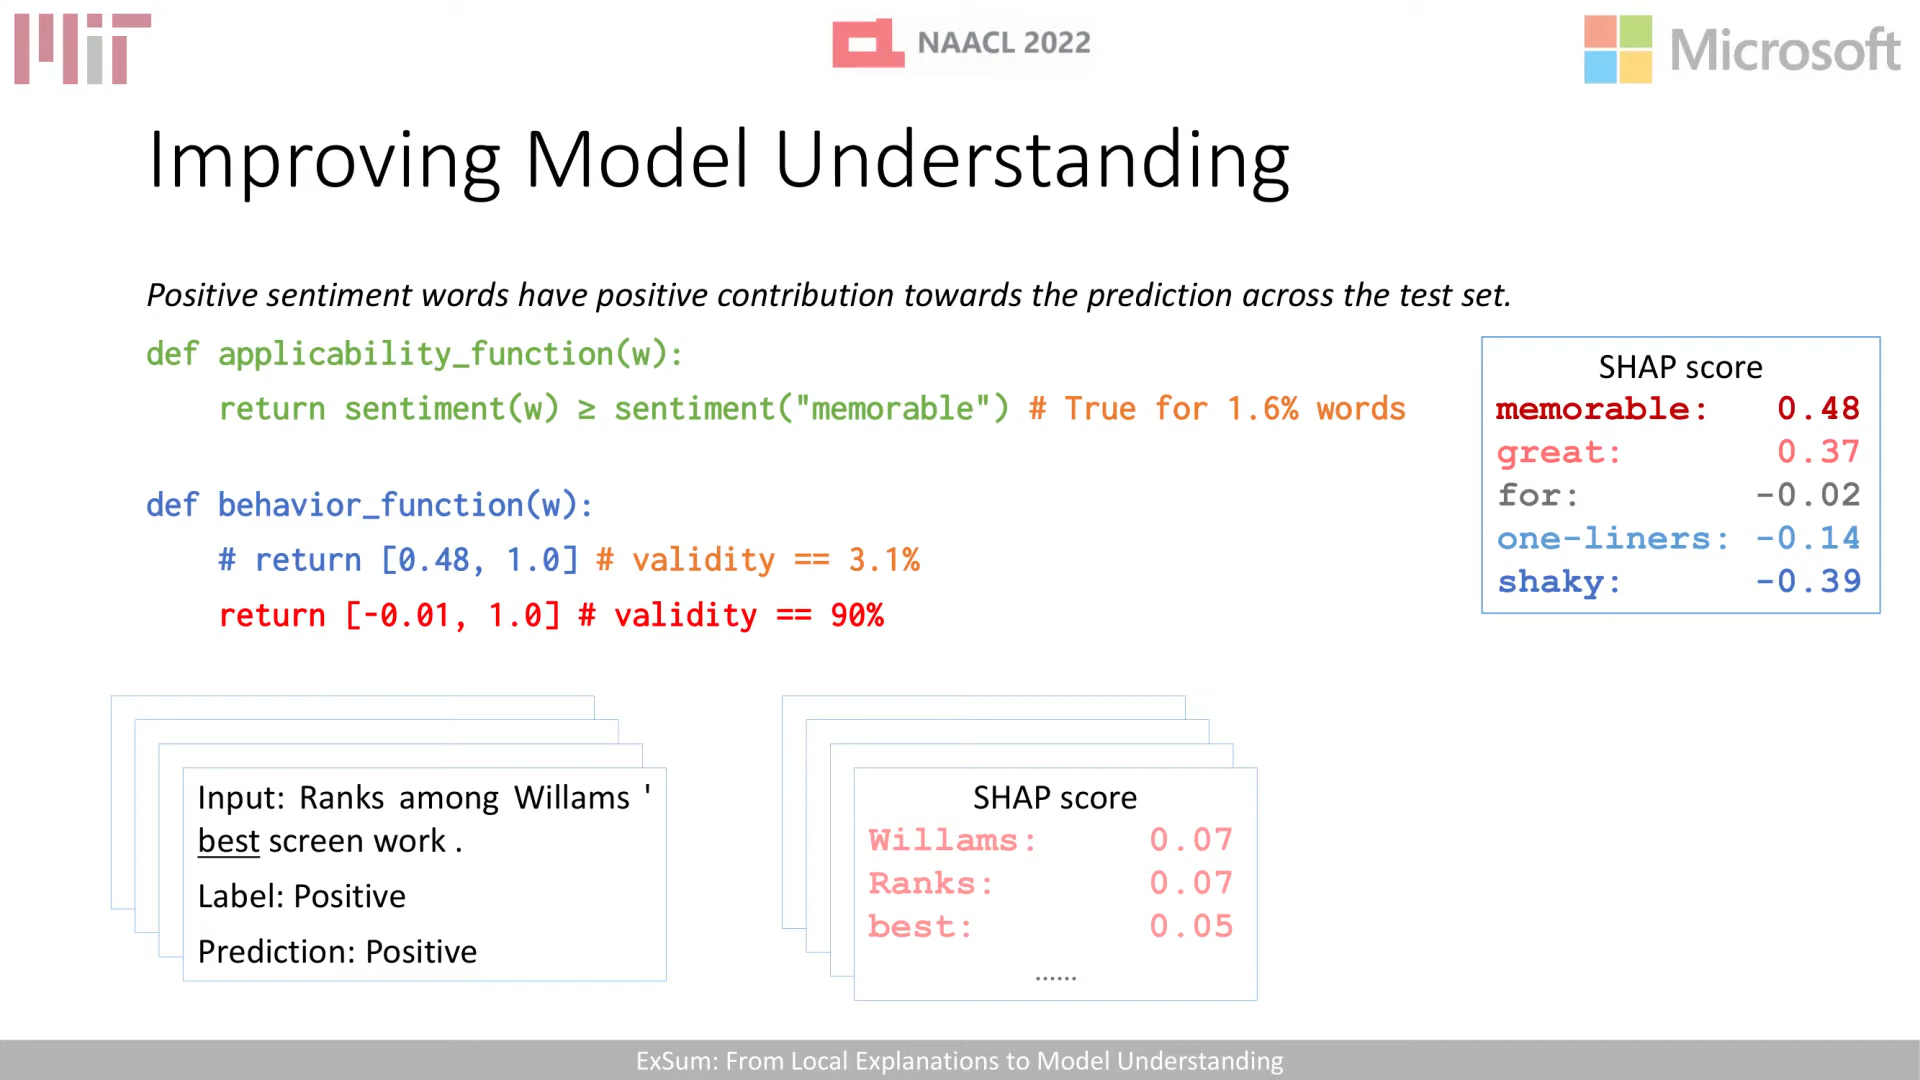 MIT
NAACL 2022
Microsoft
Improving Model Understanding
Positive sentiment words have positive contribution towards the prediction across the test set.
def applicability_function(w):
return sentiment(w) ≥ sentiment("memorable") # True for 1.6% words
def behavior_function(w):
# return [0.48, 1.0] # validity == 3.1%
return [-0.01, 1.0] # validity == 90%
SHAP score
memorable: 0.48
great: 0.37
for: -0.02
one-liners: -0.14
shaky: -0.39
Input: Ranks among Willams '
best screen work .
Label: Positive
Prediction: Positive
SHAP score
Willams: 0.07
Ranks: 0.07
best: 0.05
......
ExSum: From Local Explanations to Model Understanding